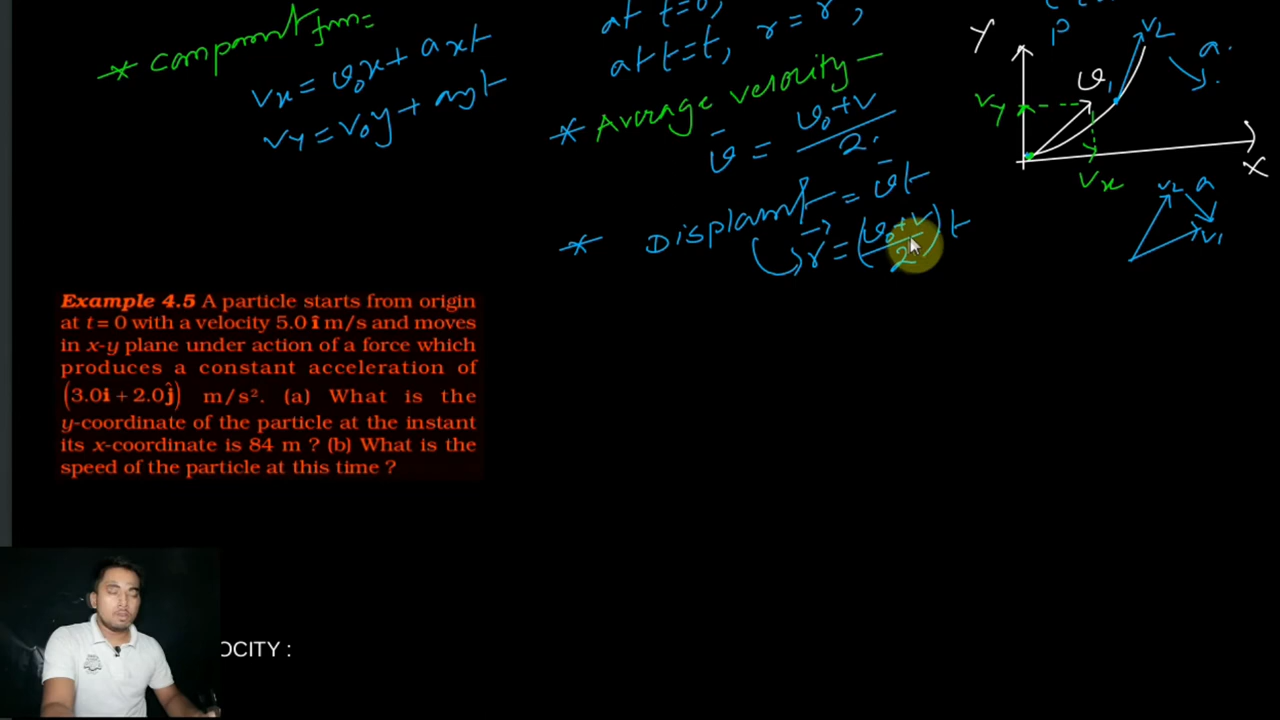 * Component form=
Vx = v₀x + axt
Vy = v₀y + ayt
at t=0,
at t=t, r = r,
* Average velocity —
v̄ = v₀+v / 2.
* Displamt = v̄t
r⃗ = (v₀+v / 2) t
Y
P
V2
a.
v
1
Vy
Vx
X
V2 a
V1
Example 4.5 A particle starts from origin
at t = 0 with a velocity 5.0 î m/s and moves
in x-y plane under action of a force which
produces a constant acceleration of
(3.0i + 2.0ĵ) m/s². (a) What is the
y-coordinate of the particle at the instant
its x-coordinate is 84 m ? (b) What is the
speed of the particle at this time ?
OCITY :